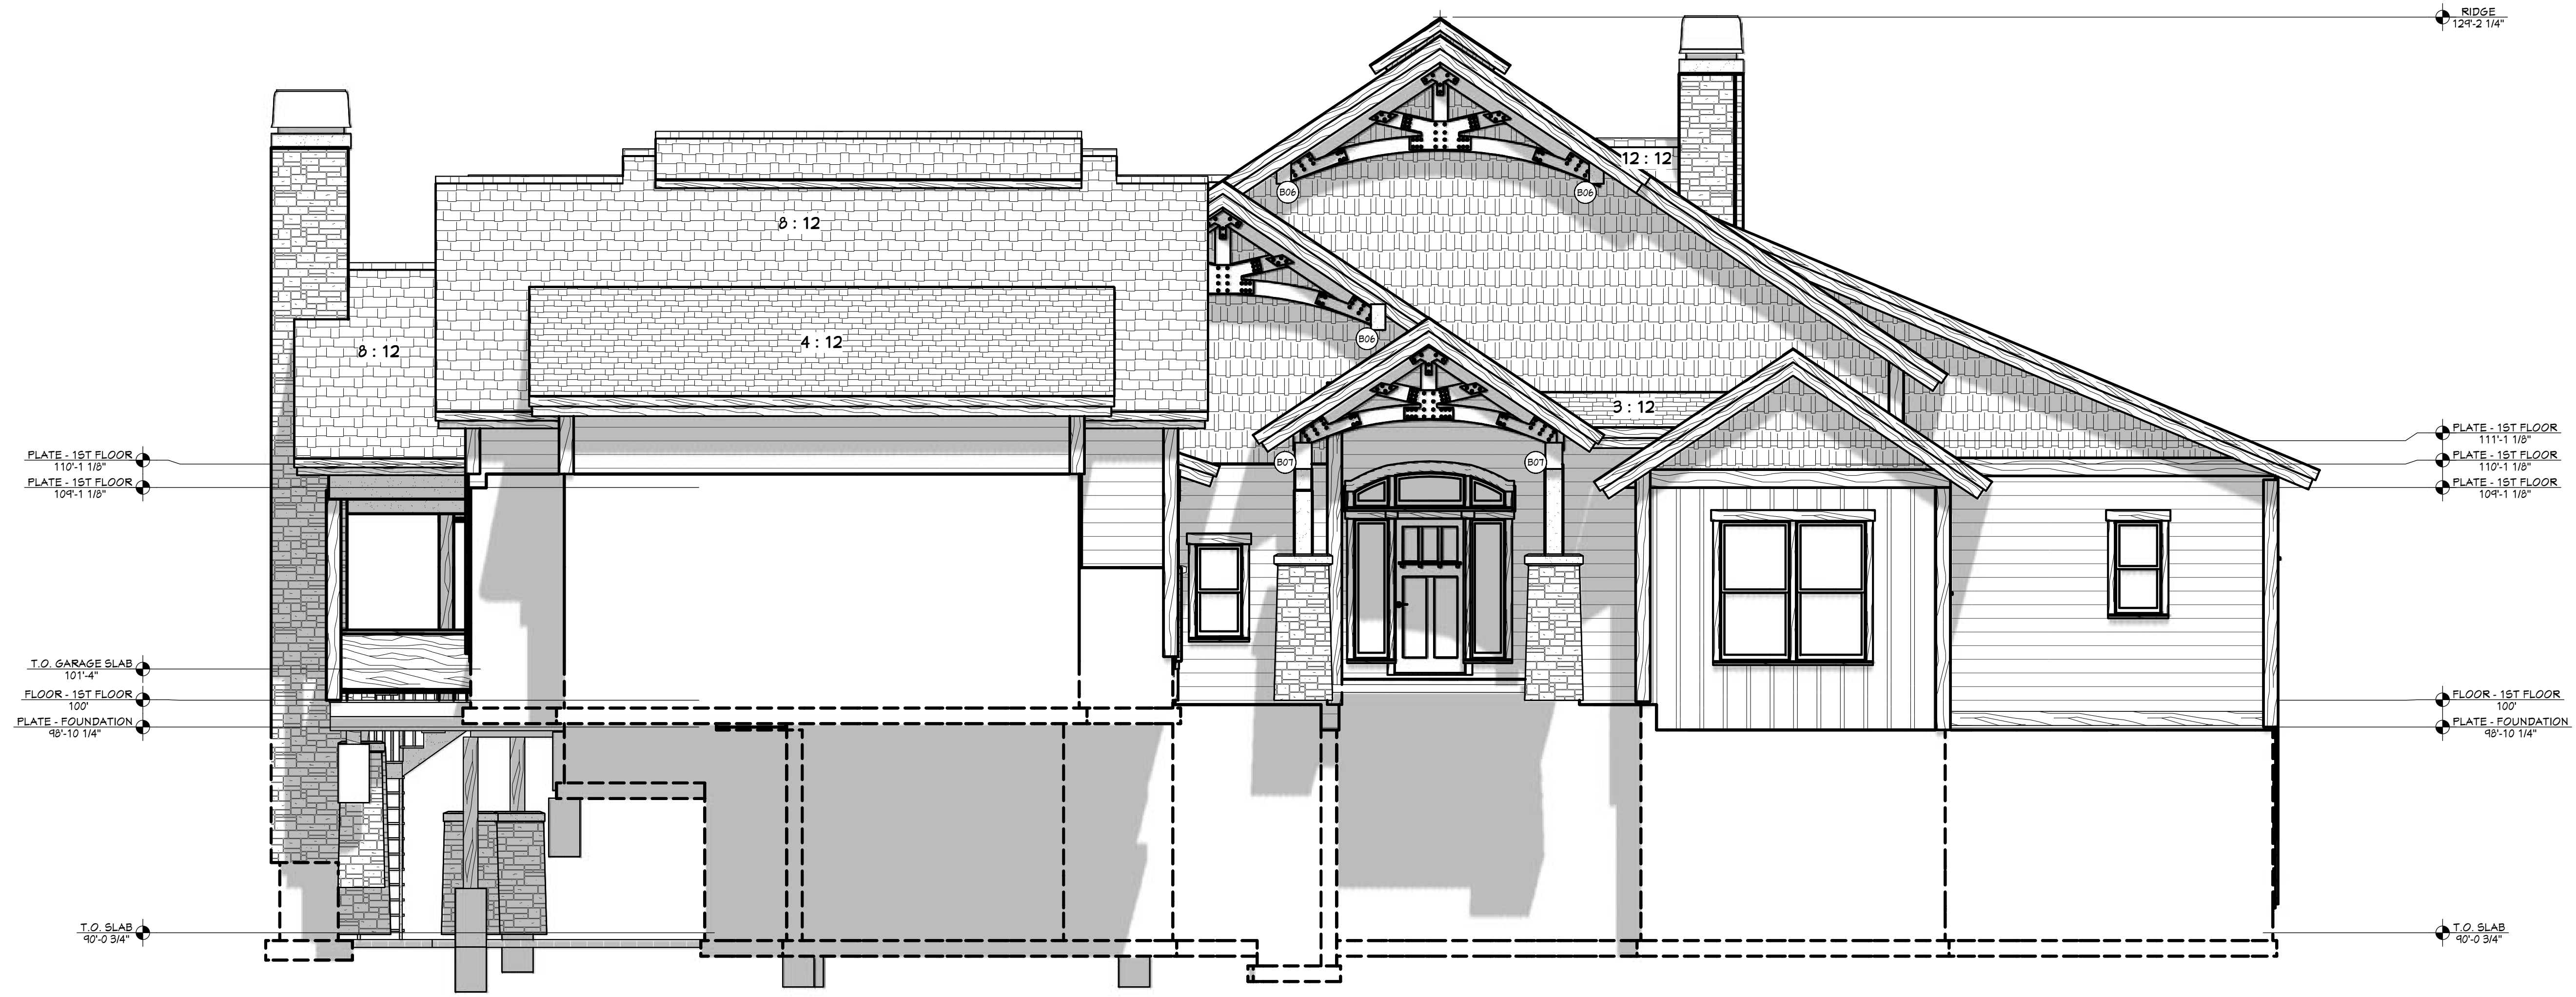 RIDGE
129'-2 1/4"
12 : 12
B06
B06
8 : 12
B06
4 : 12
8 : 12
3 : 12
B07
B07
PLATE - 1ST FLOOR
110'-1 1/8"
PLATE - 1ST FLOOR
109'-1 1/8"
T.O. GARAGE SLAB
101'-4"
FLOOR - 1ST FLOOR
100'
PLATE - FOUNDATION
98'-10 1/4"
T.O. SLAB
90'-0 3/4"
PLATE - 1ST FLOOR
111'-1 1/8"
PLATE - 1ST FLOOR
110'-1 1/8"
PLATE - 1ST FLOOR
109'-1 1/8"
FLOOR - 1ST FLOOR
100'
PLATE - FOUNDATION
98'-10 1/4"
T.O. SLAB
90'-0 3/4"